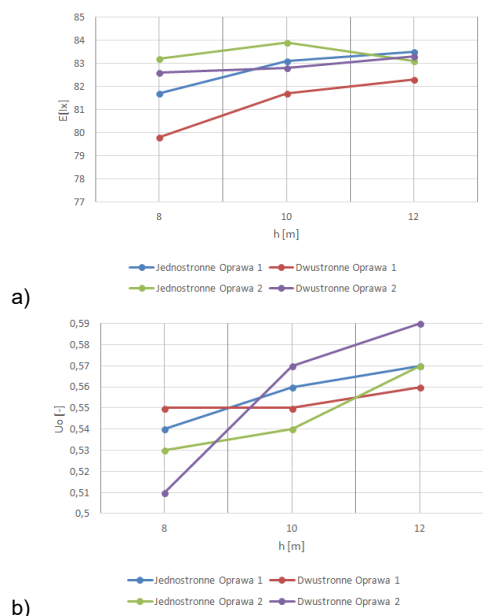 85
84
83
82
81
80
79
78
77
E[lx]
8 10 12
h [m]
Jednostronne Oprawa 1 Dwustronne Oprawa 1
Jednostronne Oprawa 2 Dwustronne Oprawa 2
a)
0,59
0,58
0,57
0,56
0,55
0,54
0,53
0,52
0,51
0,5
Uo [-]
8 10 12
h [m]
Jednostronne Oprawa 1 Dwustronne Oprawa 1
Jednostronne Oprawa 2 Dwustronne Oprawa 2
b)